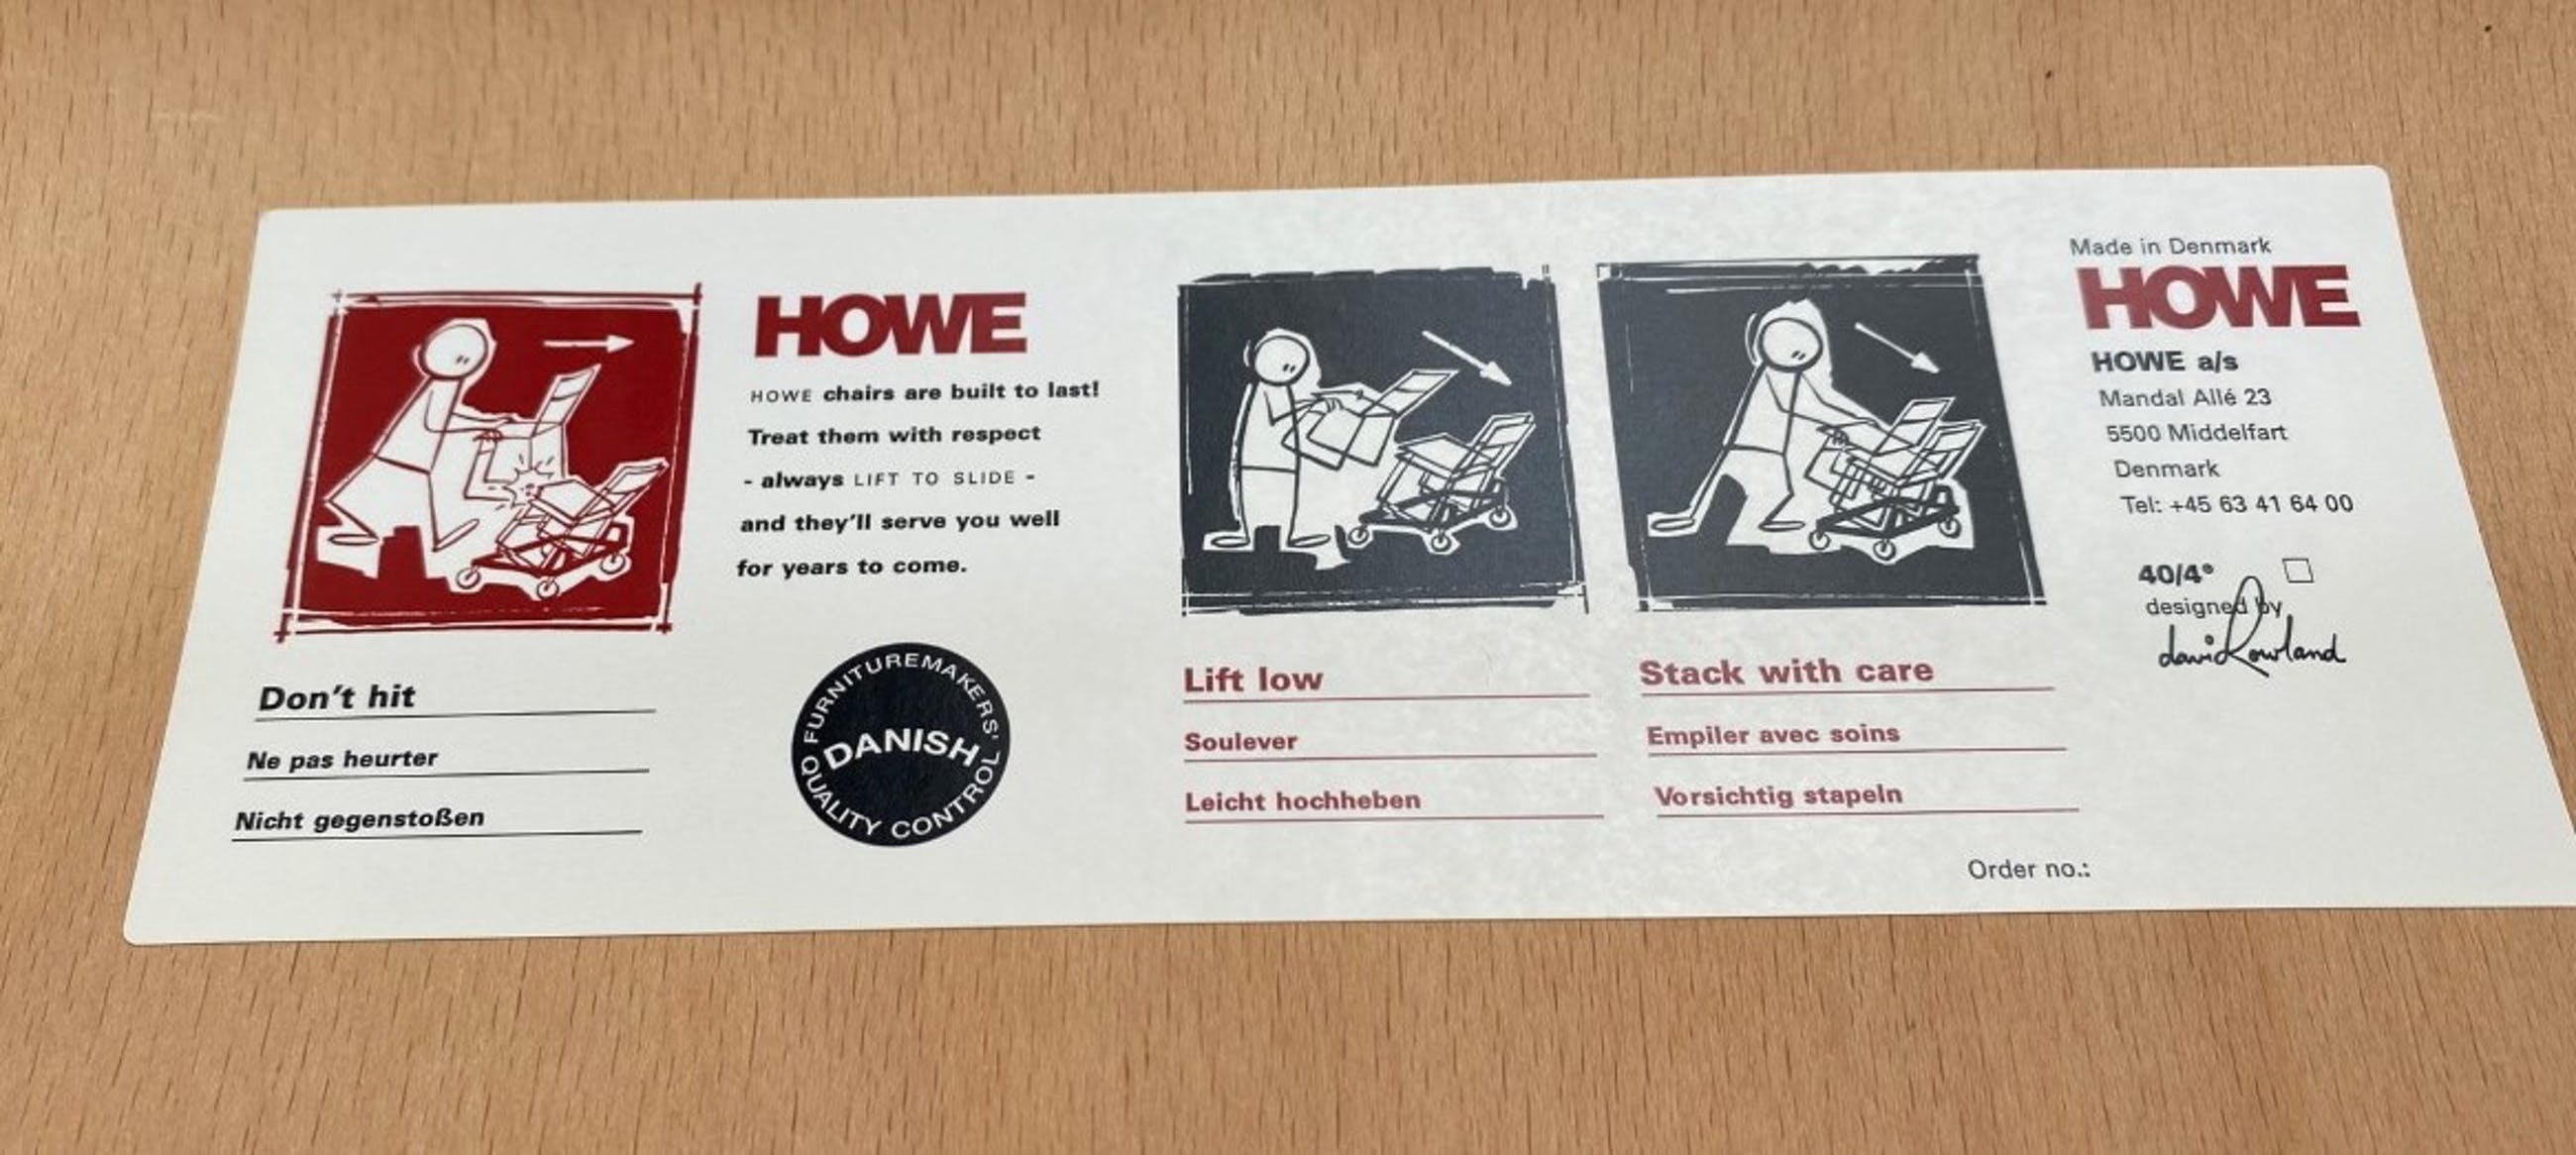 HOWE
HOWE chairs are built to last!
Treat them with respect
- always LIFT TO SLIDE -
and they'll serve you well
for years to come.
Don't hit
Ne pas heurter
Nicht gegenstoßen
FURNITUREMAKERS'
DANISH
QUALITY CONTROL
Lift low
Soulever
Leicht hochheben
Stack with care
Empiler avec soins
Vorsichtig stapeln
Made in Denmark
HOWE
HOWE a/s
Mandal Allé 23
5500 Middelfart
Denmark
Tel: +45 63 41 64 00
40/4®
designed by
david Rowland
Order no.: